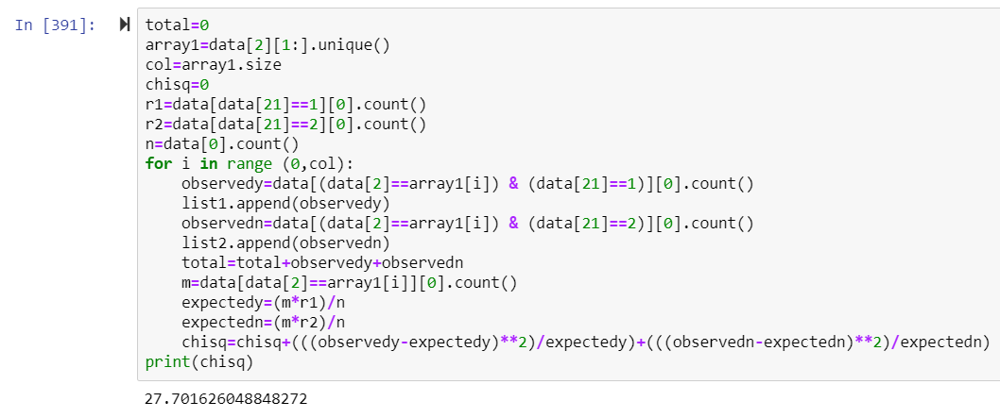 In [391]:
total=0
array1=data[2][1:].unique()
col=array1.size
chisq=0
r1=data[data[21]==1][0].count()
r2=data[data[21]==2][0].count()
n=data[0].count()
for i in range (0,col):
    observedy=data[(data[2]==array1[i]) & (data[21]==1)][0].count()
    list1.append(observedy)
    observedn=data[(data[2]==array1[i]) & (data[21]==2)][0].count()
    list2.append(observedn)
    total=total+observedy+observedn
    m=data[data[2]==array1[i]][0].count()
    expectedy=(m*r1)/n
    expectedn=(m*r2)/n
    chisq=chisq+(((observedy-expectedy)**2)/expectedy)+(((observedn-expectedn)**2)/expectedn)
print(chisq)
27.701626048848272